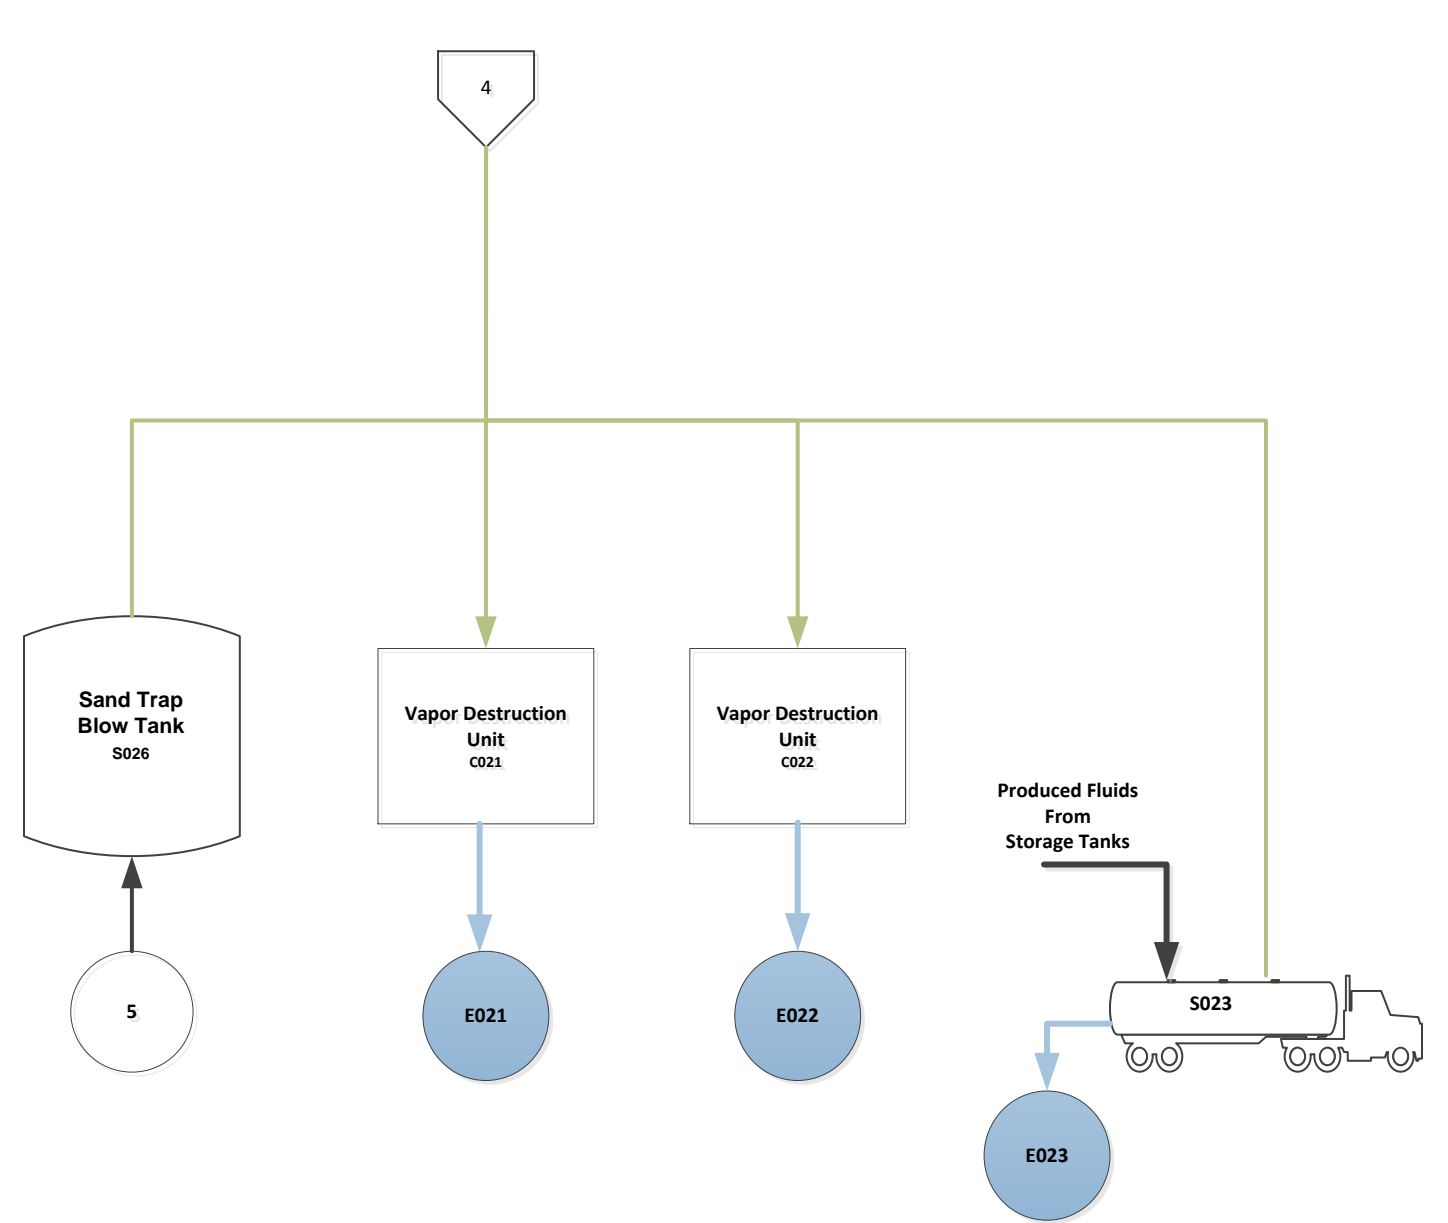 4
Sand Trap
Blow Tank
S026
Vapor Destruction
Unit
C021
Vapor Destruction
Unit
C022
Produced Fluids
From
Storage Tanks
S023
5
E021
E022
E023